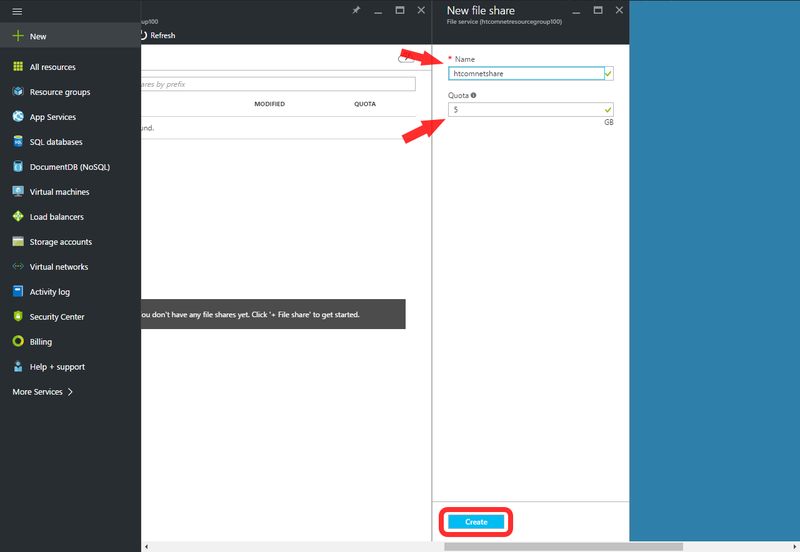 New
All resources
Resource groups
App Services
SQL databases
DocumentDB (NoSQL)
Virtual machines
Load balancers
Storage accounts
Virtual networks
Activity log
Security Center
Billing
Help + support
More Services
up100
Refresh
ares by prefix
MODIFIED QUOTA
und.
ou don't have any file shares yet. Click '+ File share' to get started.
New file share
File service (htcomnetresourcegroup100)
* Name
htcomnetshare
Quota
5
GB
Create